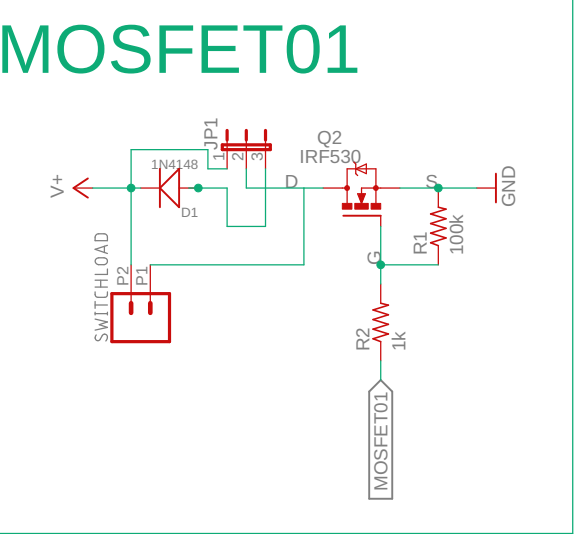 MOSFET01
JP1
1
2
3
Q2
IRF530
1N4148
V+
D1
D
S
GND
R1
100k
G
SWITCHLOAD
P2
P1
R2
1k
MOSFET01